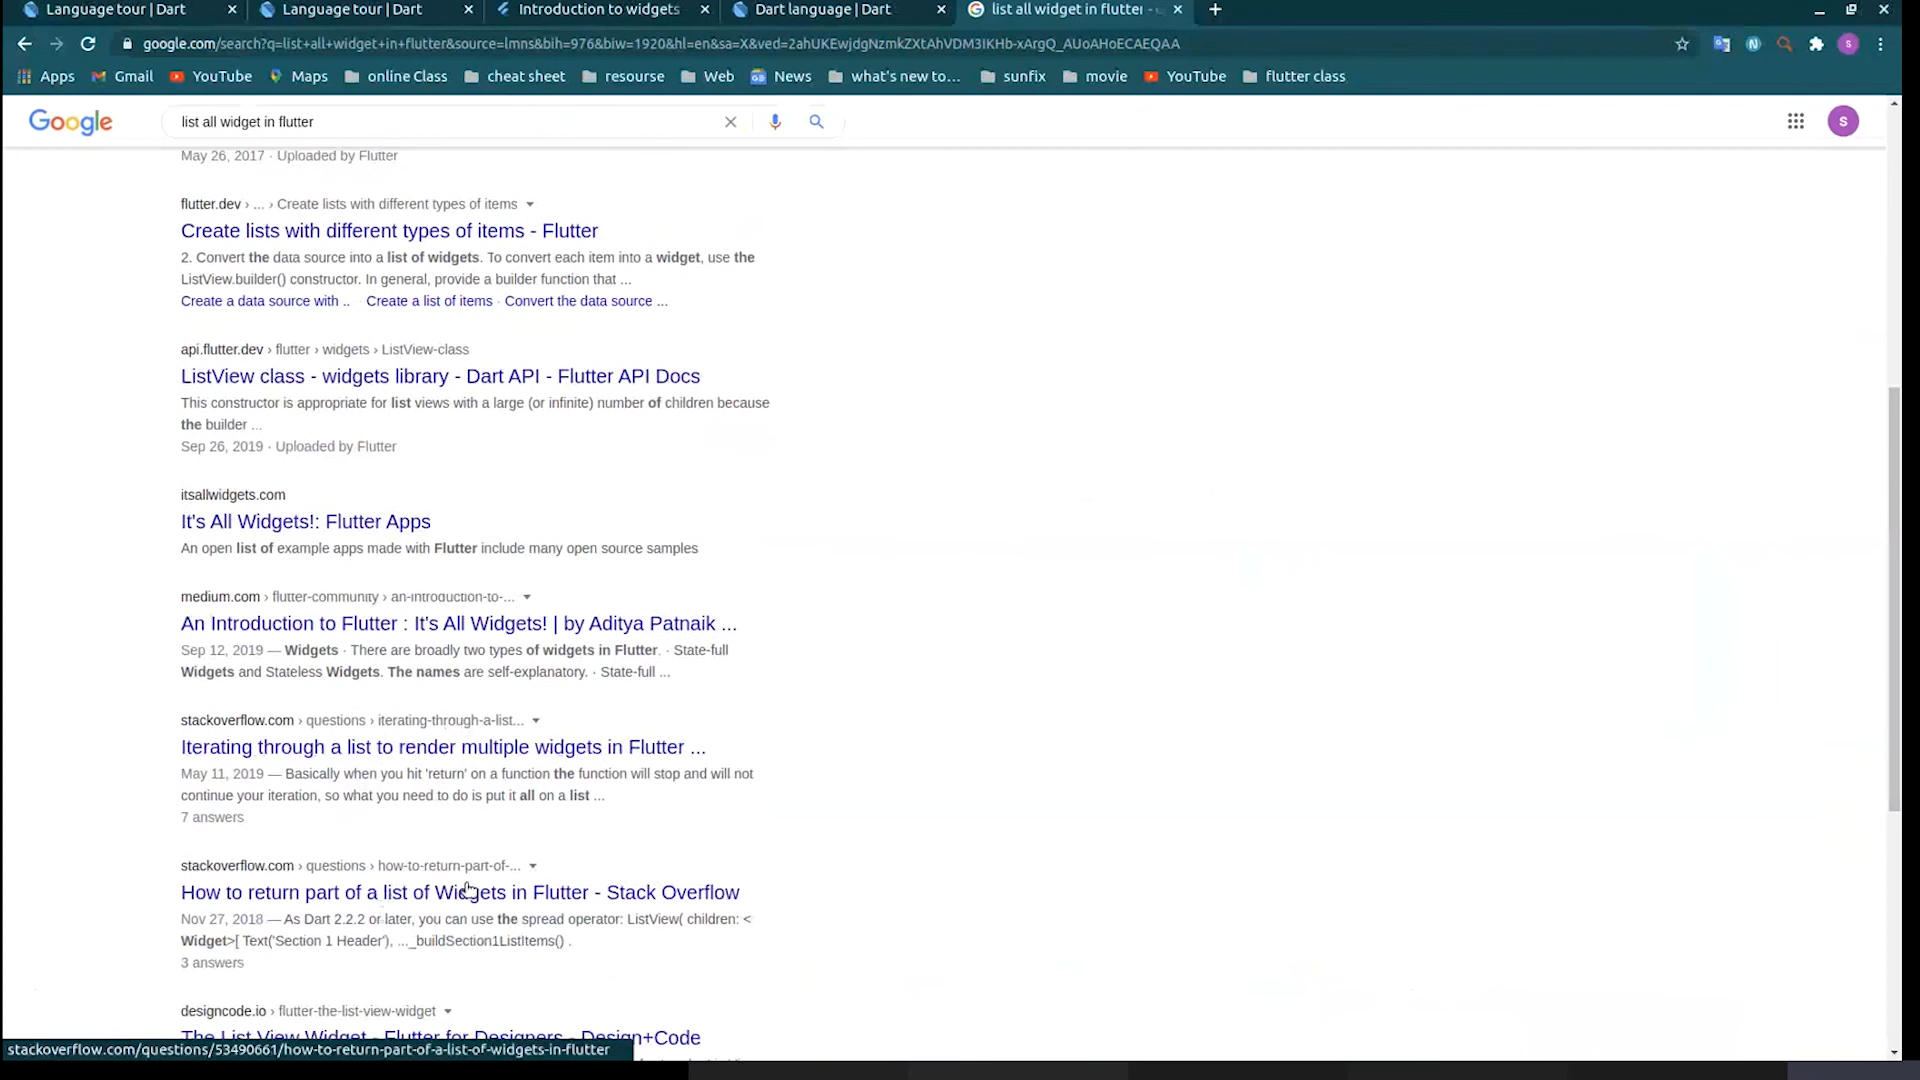 Language tour | Dart
Language tour | Dart
Introduction to widgets
Dart language | Dart
list all widget in flutter -
google.com/search?q=list+all+widget+in+flutter&source=lmns&bih=976&biw=1920&hl=en&sa=X&ved=2ahUKEwjdgNzmkZXtAhVDM3IKHb-xArgQ_AUoAHoECAEQAA
N
S
Apps
Gmail
YouTube
Maps
online Class
cheat sheet
resourse
Web
News
what's new to...
sunfix
movie
YouTube
flutter class
Google
list all widget in flutter
S
May 26, 2017 · Uploaded by Flutter
flutter.dev › ... › Create lists with different types of items
Create lists with different types of items - Flutter
2. Convert the data source into a list of widgets. To convert each item into a widget, use the
ListView.builder() constructor. In general, provide a builder function that ...
Create a data source with .. · Create a list of items · Convert the data source ...
api.flutter.dev › flutter › widgets › ListView-class
ListView class - widgets library - Dart API - Flutter API Docs
This constructor is appropriate for list views with a large (or infinite) number of children because
the builder ...
Sep 26, 2019 · Uploaded by Flutter
itsallwidgets.com
It's All Widgets!: Flutter Apps
An open list of example apps made with Flutter include many open source samples
medium.com › flutter-community › an-introduction-to-...
An Introduction to Flutter : It's All Widgets! | by Aditya Patnaik ...
Sep 12, 2019 — Widgets · There are broadly two types of widgets in Flutter. · State-full
Widgets and Stateless Widgets. The names are self-explanatory. · State-full ...
stackoverflow.com › questions › iterating-through-a-list...
Iterating through a list to render multiple widgets in Flutter ...
May 11, 2019 — Basically when you hit 'return' on a function the function will stop and will not
continue your iteration, so what you need to do is put it all on a list ...
7 answers
stackoverflow.com › questions › how-to-return-part-of-...
How to return part of a list of Widgets in Flutter - Stack Overflow
Nov 27, 2018 — As Dart 2.2.2 or later, you can use the spread operator: ListView( children: <
Widget>[ Text('Section 1 Header'), ..._buildSection1ListItems() .
3 answers
designcode.io › flutter-the-list-view-widget
The List View Widget - Flutter for Designers - Design+Code
stackoverflow.com/questions/53490661/how-to-return-part-of-a-list-of-widgets-in-flutter